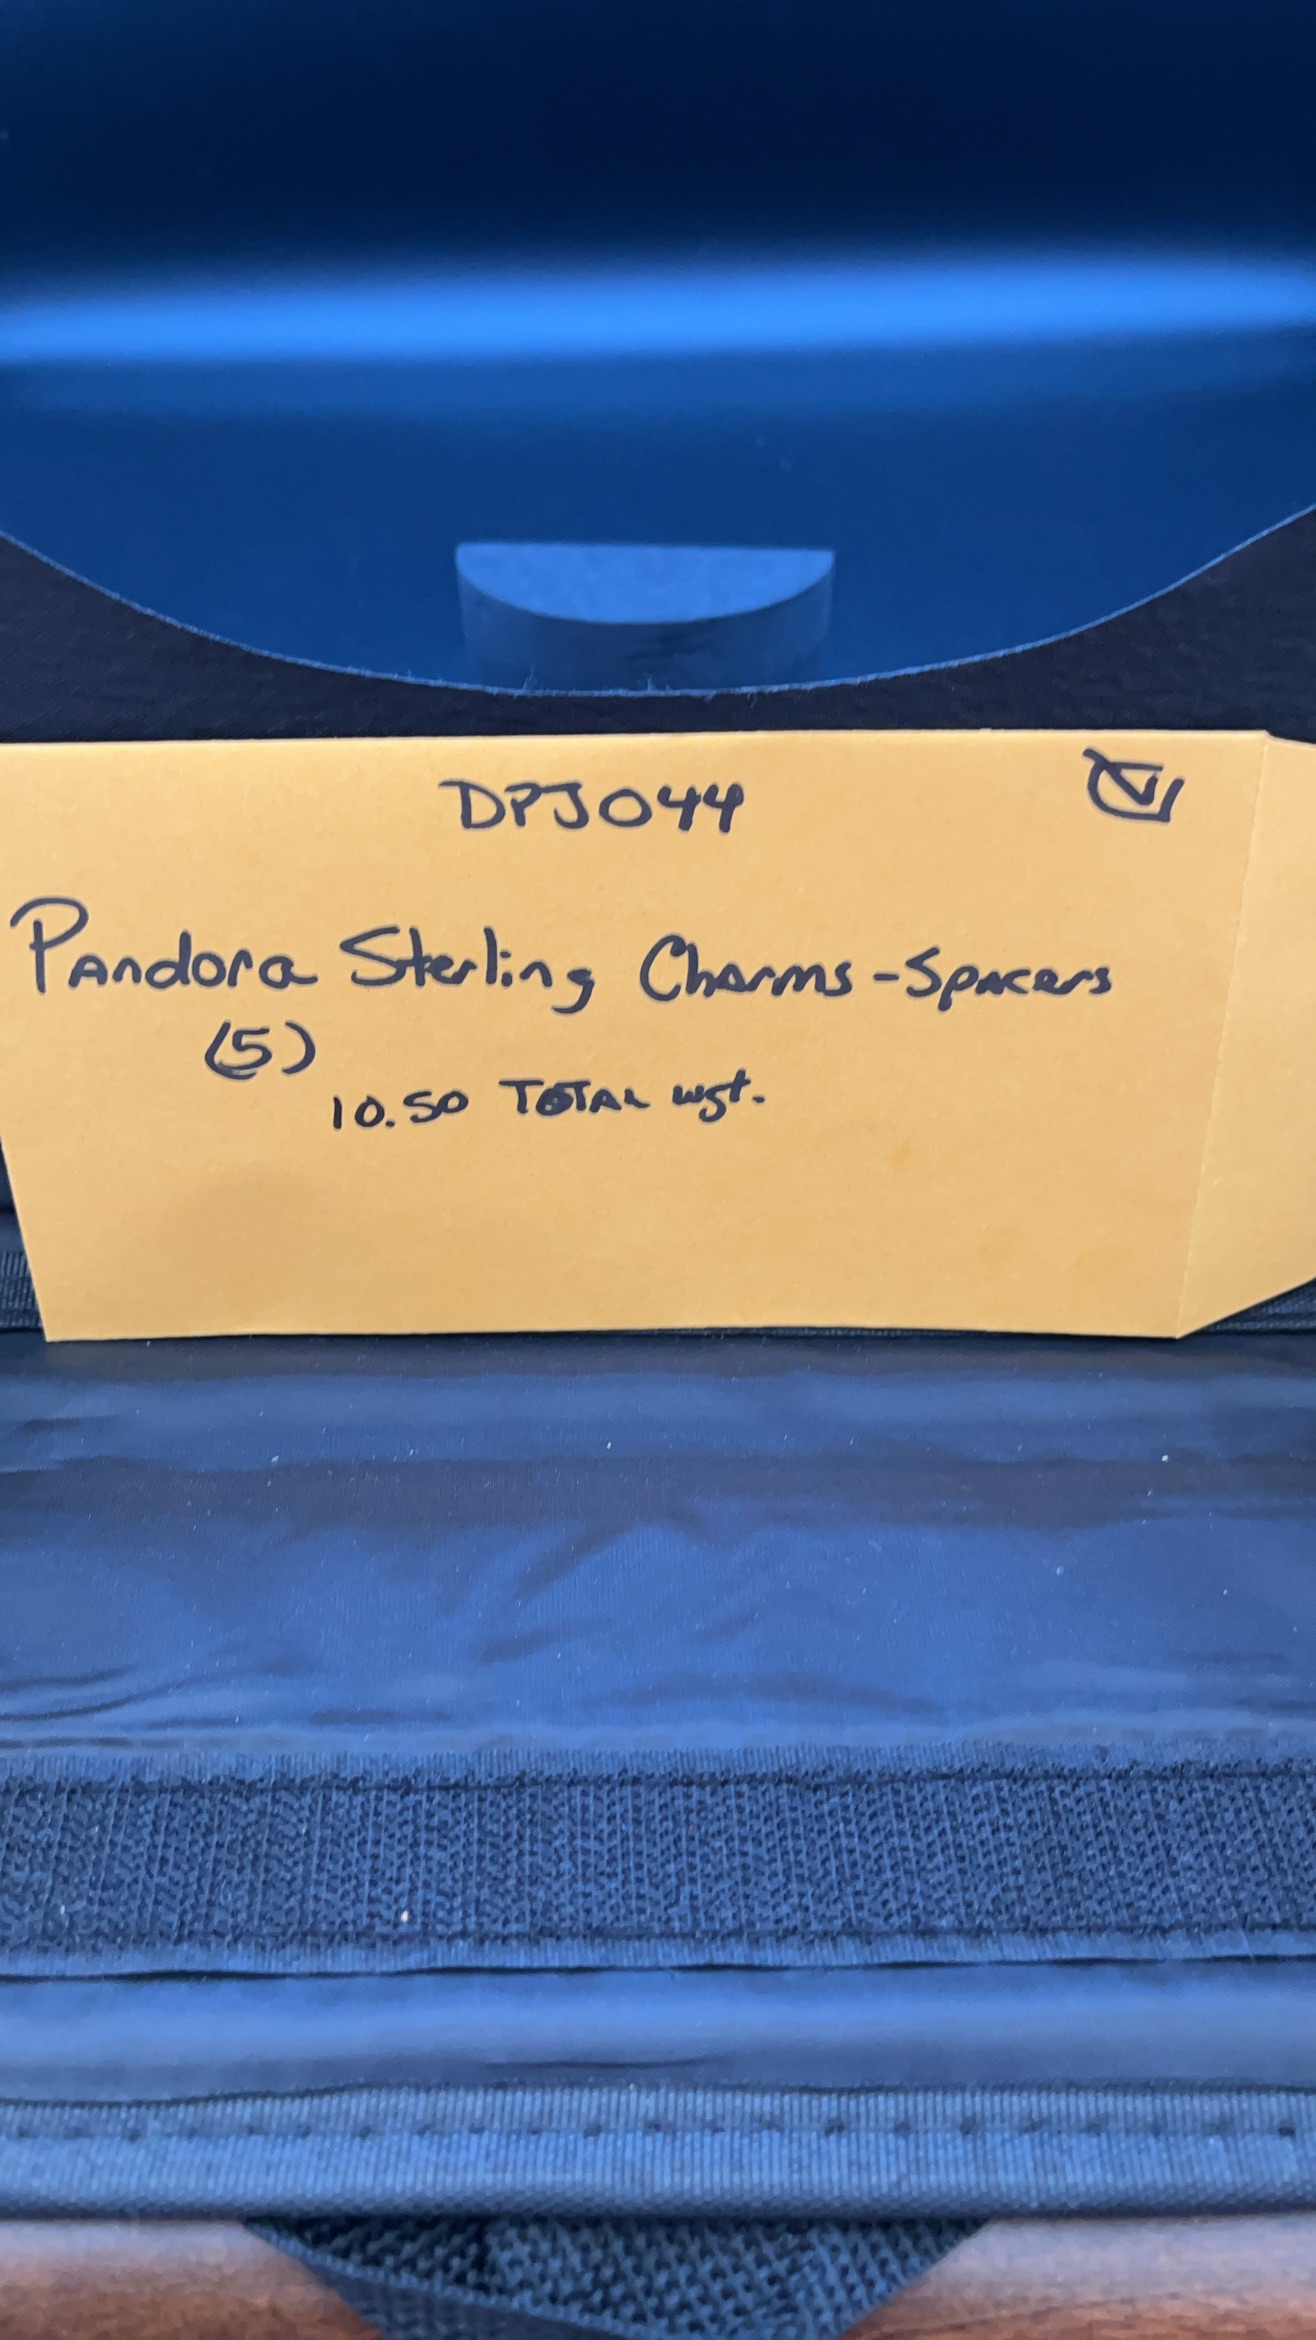 DPJ044
Pandora Sterling Charms-Spacers
(5)
10.50 TOTAL wgt.